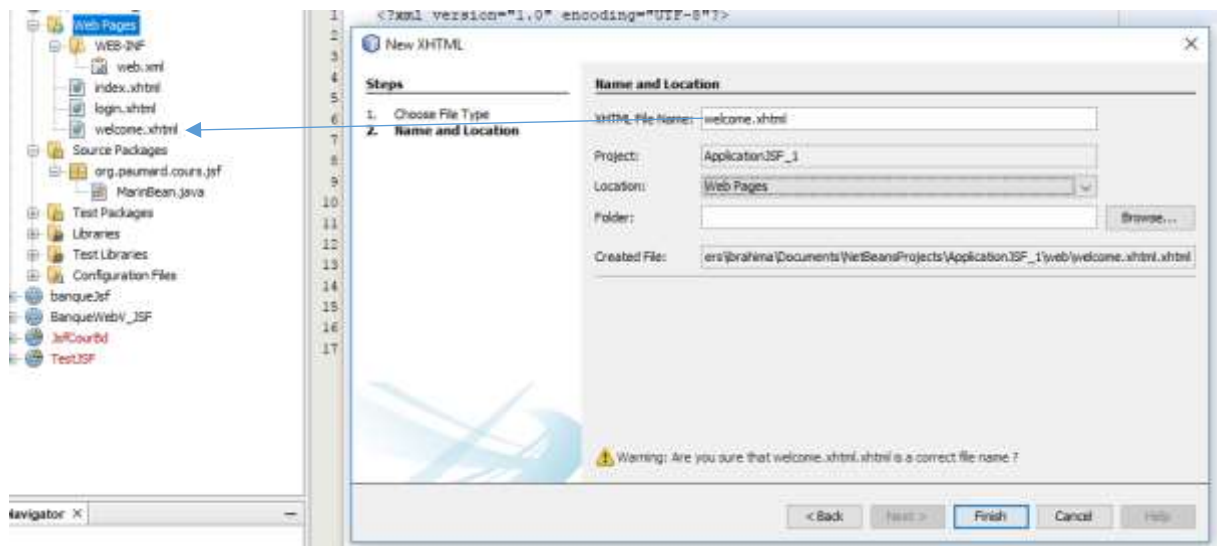 Web Pages
WEB-INF
web.xml
index.xhtml
login.xhtml
welcome.xhtml
Source Packages
org.paumard.cours.jsf
MarinBean.java
Test Packages
Libraries
Test Libraries
Configuration Files
banqueJsf
BanqueWebV_JSF
JsfCourBd
TestJSF
Navigator ×
1 <?xml version="1.0" encoding="UTF-8"?>
2
3
4
5
6
7
8
9
10
11
12
13
14
15
16
17
New XHTML
Steps
1. Choose File Type
2. Name and Location
Name and Location
XHTML File Name: welcome.xhtml
Project: ApplicationJSF_1
Location: Web Pages
Folder: Browse...
Created File: ers\ibrahima\Documents\NetBeansProjects\ApplicationJSF_1\web\welcome.xhtml.xhtml
Warning: Are you sure that welcome.xhtml.xhtml is a correct file name ?
< Back Next > Finish Cancel Help